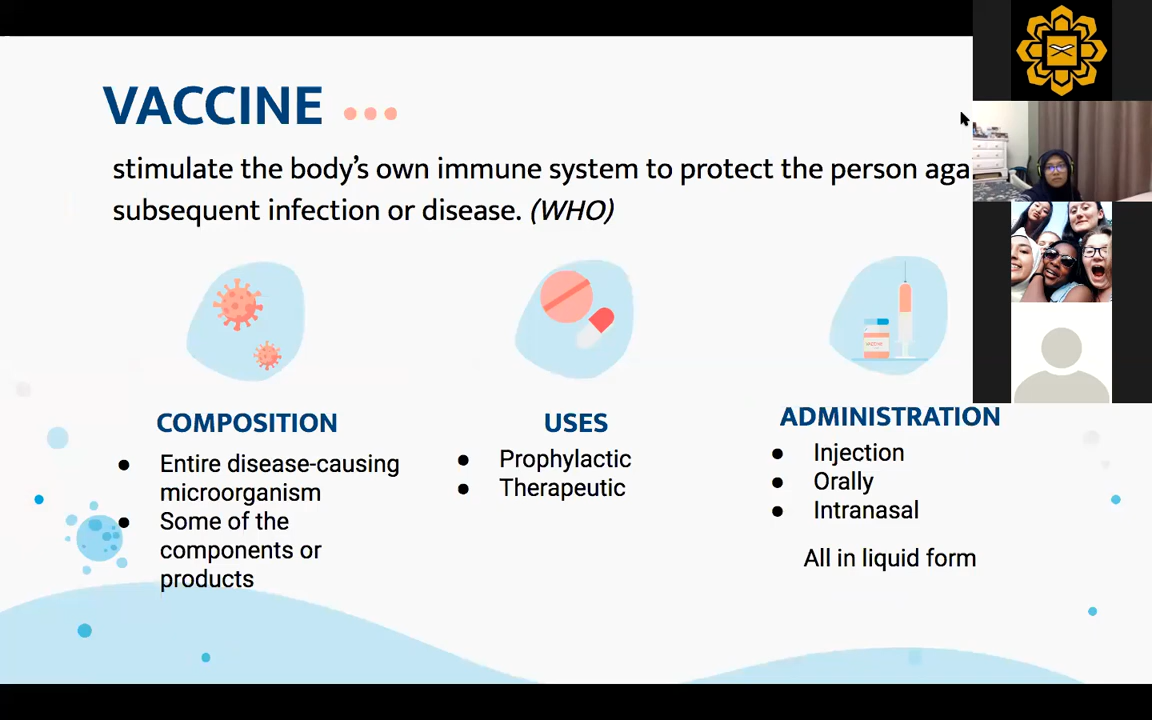 VACCINE
stimulate the body's own immune system to protect the person aga
subsequent infection or disease. (WHO)
COMPOSITION
● Entire disease-causing
microorganism
● Some of the
components or
products
USES
● Prophylactic
● Therapeutic
ADMINISTRATION
● Injection
● Orally
● Intranasal
All in liquid form